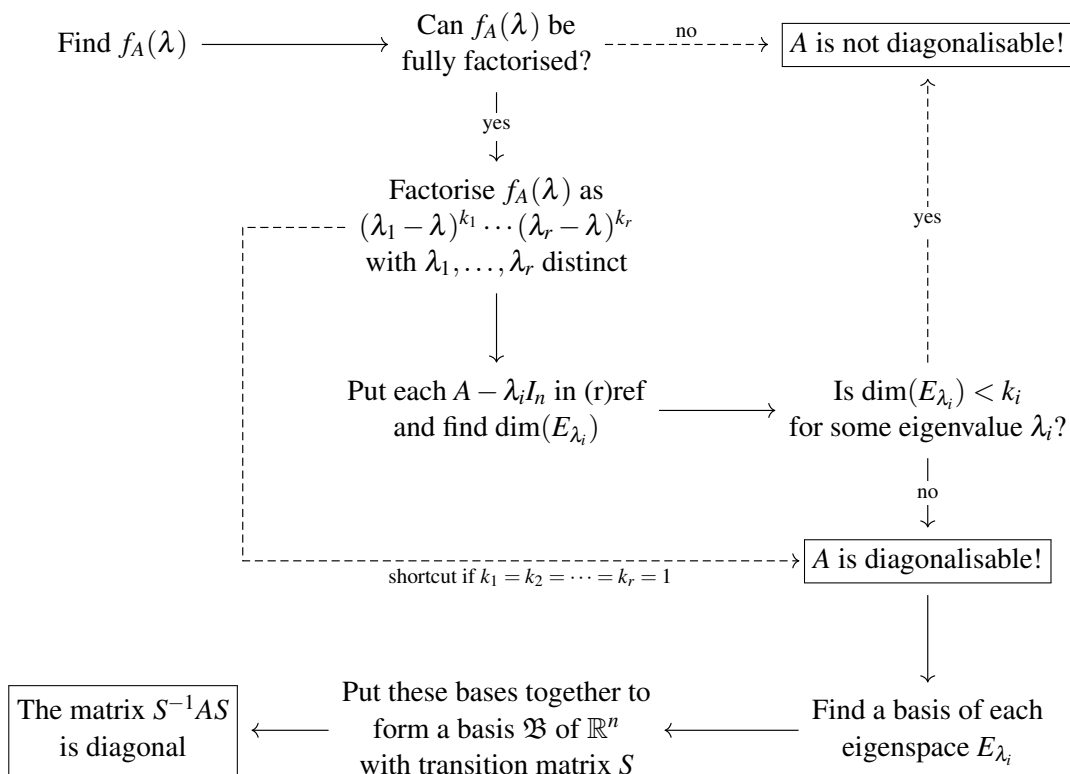 Find f_A(λ)
Can f_A(λ) be
fully factorised?
no
A is not diagonalisable!
yes
Factorise f_A(λ) as
(λ_1 − λ)^{k_1} ⋯ (λ_r − λ)^{k_r}
with λ_1, …, λ_r distinct
yes
Put each A − λ_i I_n in (r)ref
and find dim(E_{λ_i})
Is dim(E_{λ_i}) < k_i
for some eigenvalue λ_i?
no
A is diagonalisable!
shortcut if k_1 = k_2 = ⋯ = k_r = 1
Find a basis of each
eigenspace E_{λ_i}
Put these bases together to
form a basis 𝔅 of ℝ^n
with transition matrix S
The matrix S^{−1}AS
is diagonal